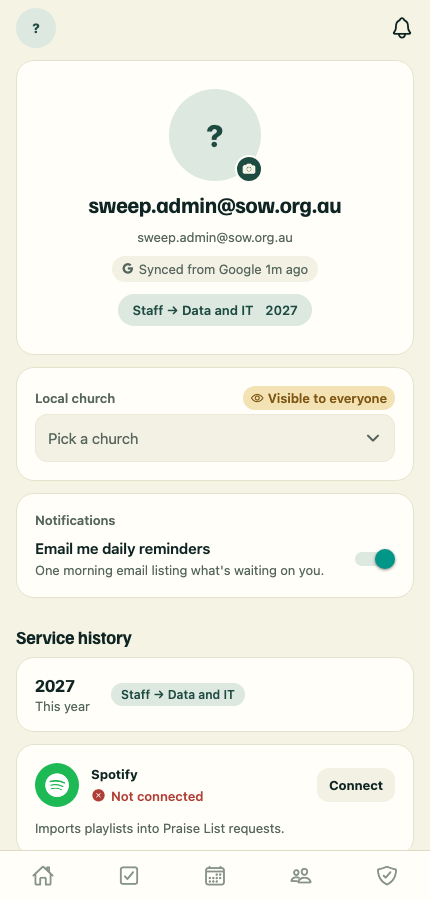 ?
?
sweep.admin@sow.org.au
sweep.admin@sow.org.au
G Synced from Google 1m ago
Staff → Data and IT 2027
Local church
Visible to everyone
Pick a church
Notifications
Email me daily reminders
One morning email listing what's waiting on you.
Service history
2027
Staff → Data and IT
This year
Spotify
Not connected
Connect
Imports playlists into Praise List requests.